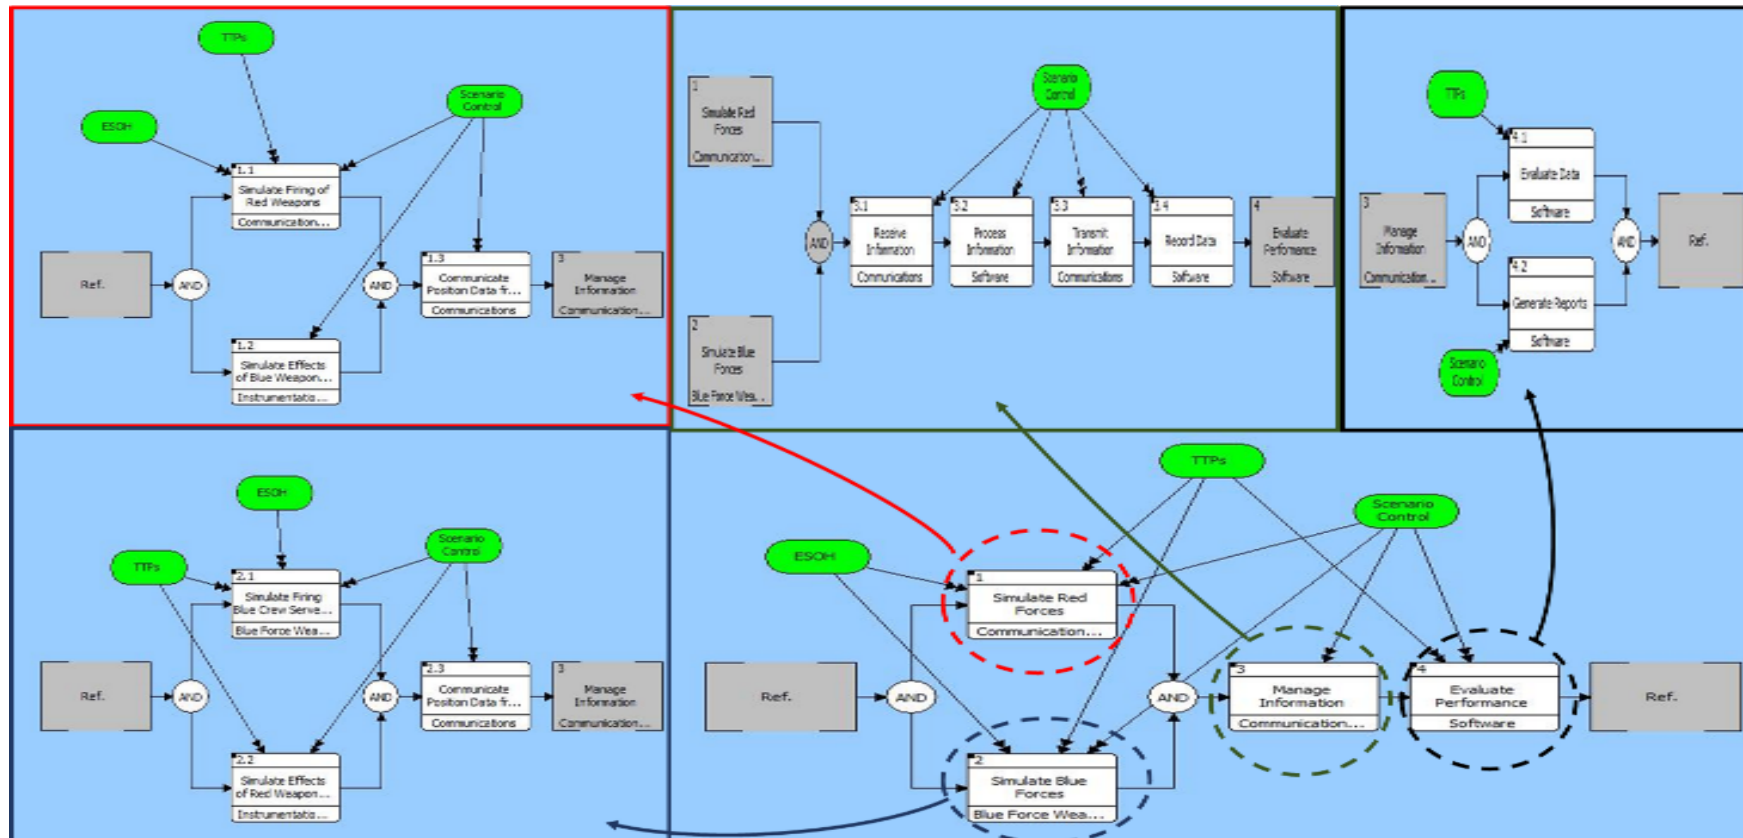 TTPs
Scenario
Control
ESOH
1.1
Simulate Firing of
Red Weapons
Communication...
Ref.
AND
AND
1.3
Communicate
Positon Data fr...
Communications
3
Manage
Information
Communication...
1.2
Simulate Effects
of Blue Weapon...
Instrumentatio...
1
Simulate Red
Forces
Communication...
Scenario
Control
AND
3.1
Receive
Information
Communications
3.2
Process
Information
Software
3.3
Transmit
Information
Communications
3.4
Record Data
Software
4
Evaluate
Performance
Software
2
Simulate Blue
Forces
Blue Force Wea...
TTPs
4.1
Evaluate Data
Software
3
Manage
Information
Communication...
AND
AND
Ref.
4.2
Generate Reports
Software
Scenario
Control
ESOH
TTPs
Scenario
Control
2.1
Simulate Firing
Blue Crew Serve...
Blue Force Wea...
Ref.
AND
AND
2.3
Communicate
Positon Data fr...
Communications
3
Manage
Information
Communication...
2.2
Simulate Effects
of Red Weapon...
Instrumentatio...
TTPs
Scenario
Control
ESOH
1
Simulate Red
Forces
Communication...
Ref.
AND
AND
3
Manage
Information
Communication...
4
Evaluate
Performance
Software
Ref.
2
Simulate Blue
Forces
Blue Force Wea...